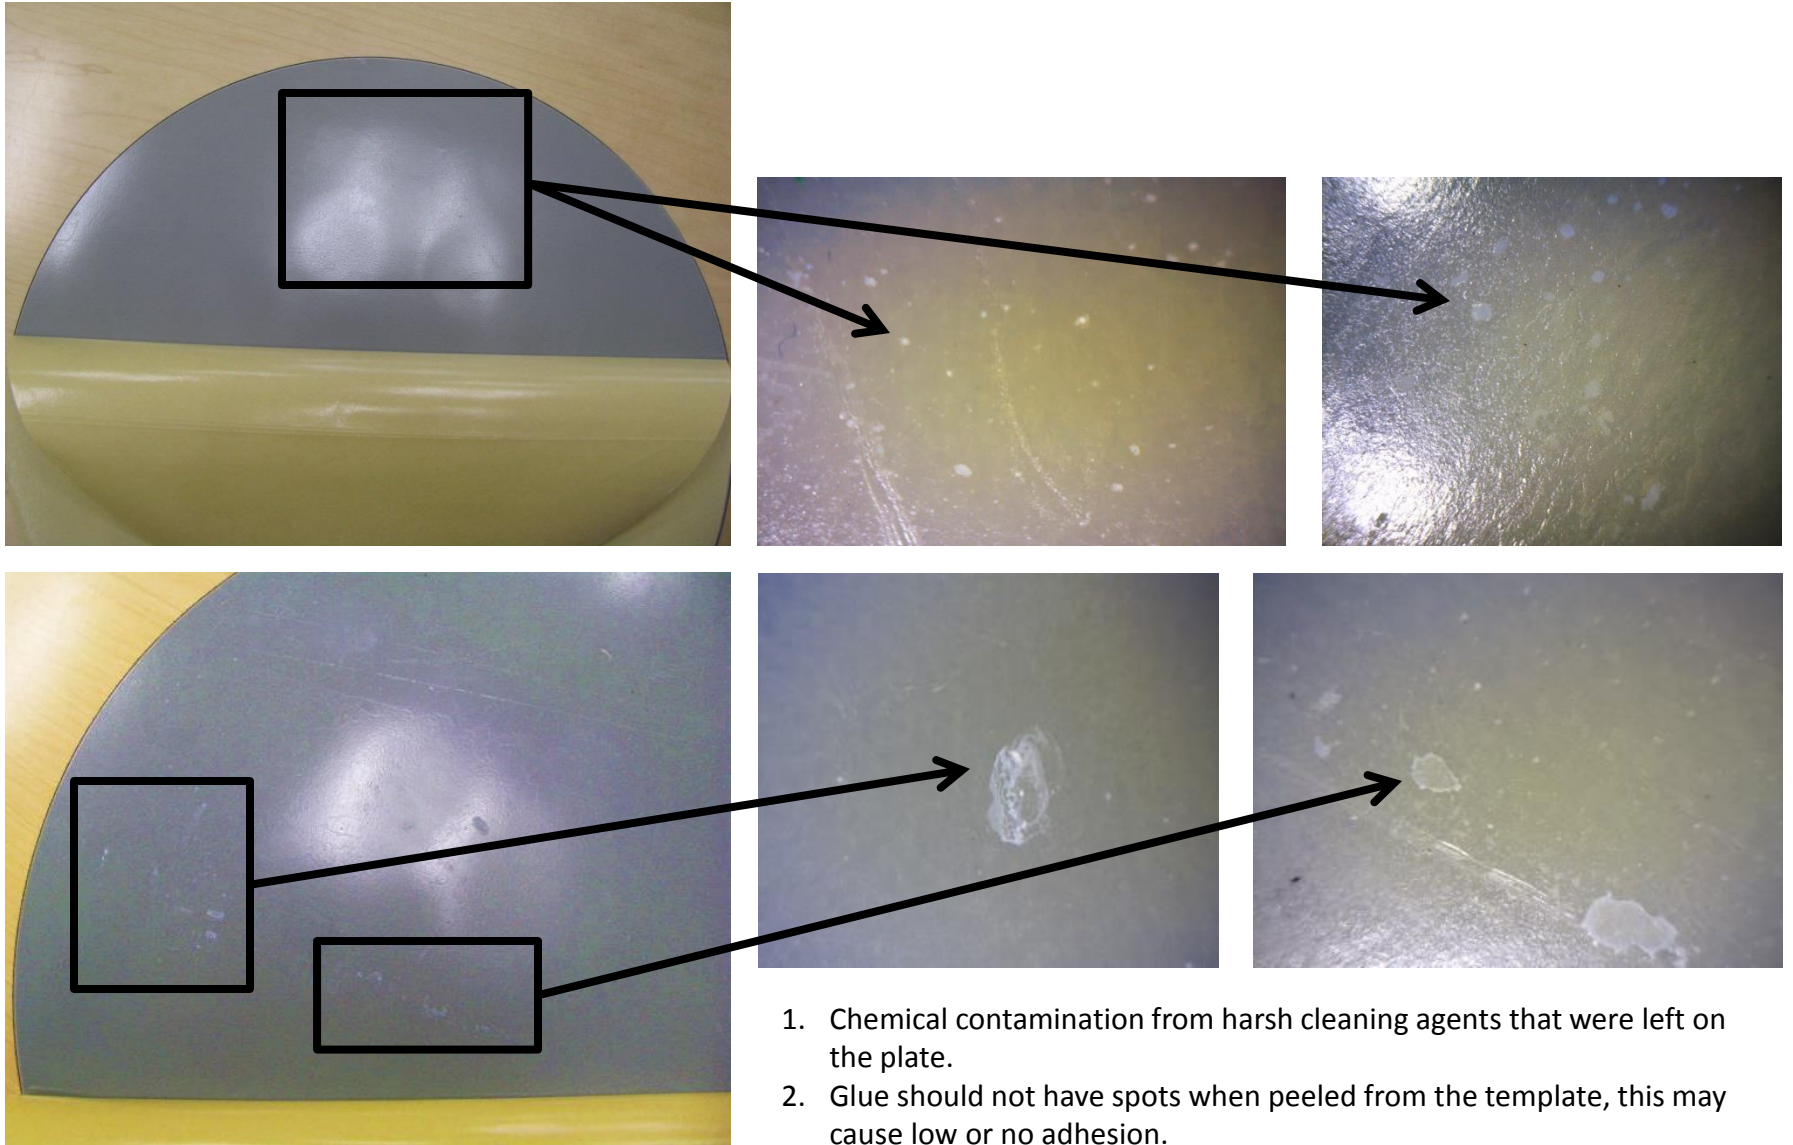 1. Chemical contamination from harsh cleaning agents that were left on
the plate.
2. Glue should not have spots when peeled from the template, this may
cause low or no adhesion.